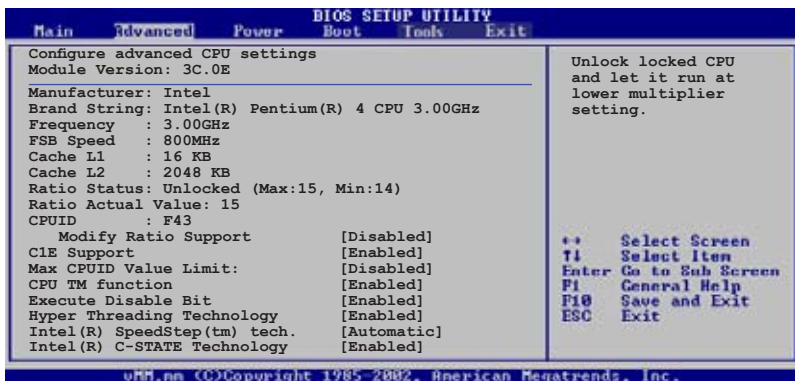 BIOS SETUP UTILITY
Main Advanced Power Boot Tools Exit
Configure advanced CPU settings
Module Version: 3C.0E
Manufacturer: Intel
Brand String: Intel(R) Pentium(R) 4 CPU 3.00GHz
Frequency : 3.00GHz
FSB Speed : 800MHz
Cache L1 : 16 KB
Cache L2 : 2048 KB
Ratio Status: Unlocked (Max:15, Min:14)
Ratio Actual Value: 15
CPUID : F43
Modify Ratio Support [Disabled]
C1E Support [Enabled]
Max CPUID Value Limit: [Disabled]
CPU TM function [Enabled]
Execute Disable Bit [Enabled]
Hyper Threading Technology [Enabled]
Intel(R) SpeedStep(tm) tech. [Automatic]
Intel(R) C-STATE Technology [Enabled]
Unlock locked CPU
and let it run at
lower multiplier
setting.
←→ Select Screen
↑↓ Select Item
Enter Go to Sub Screen
F1 General Help
F10 Save and Exit
ESC Exit
vMM.mm (C)Copyright 1985-2002, American Megatrends, Inc.